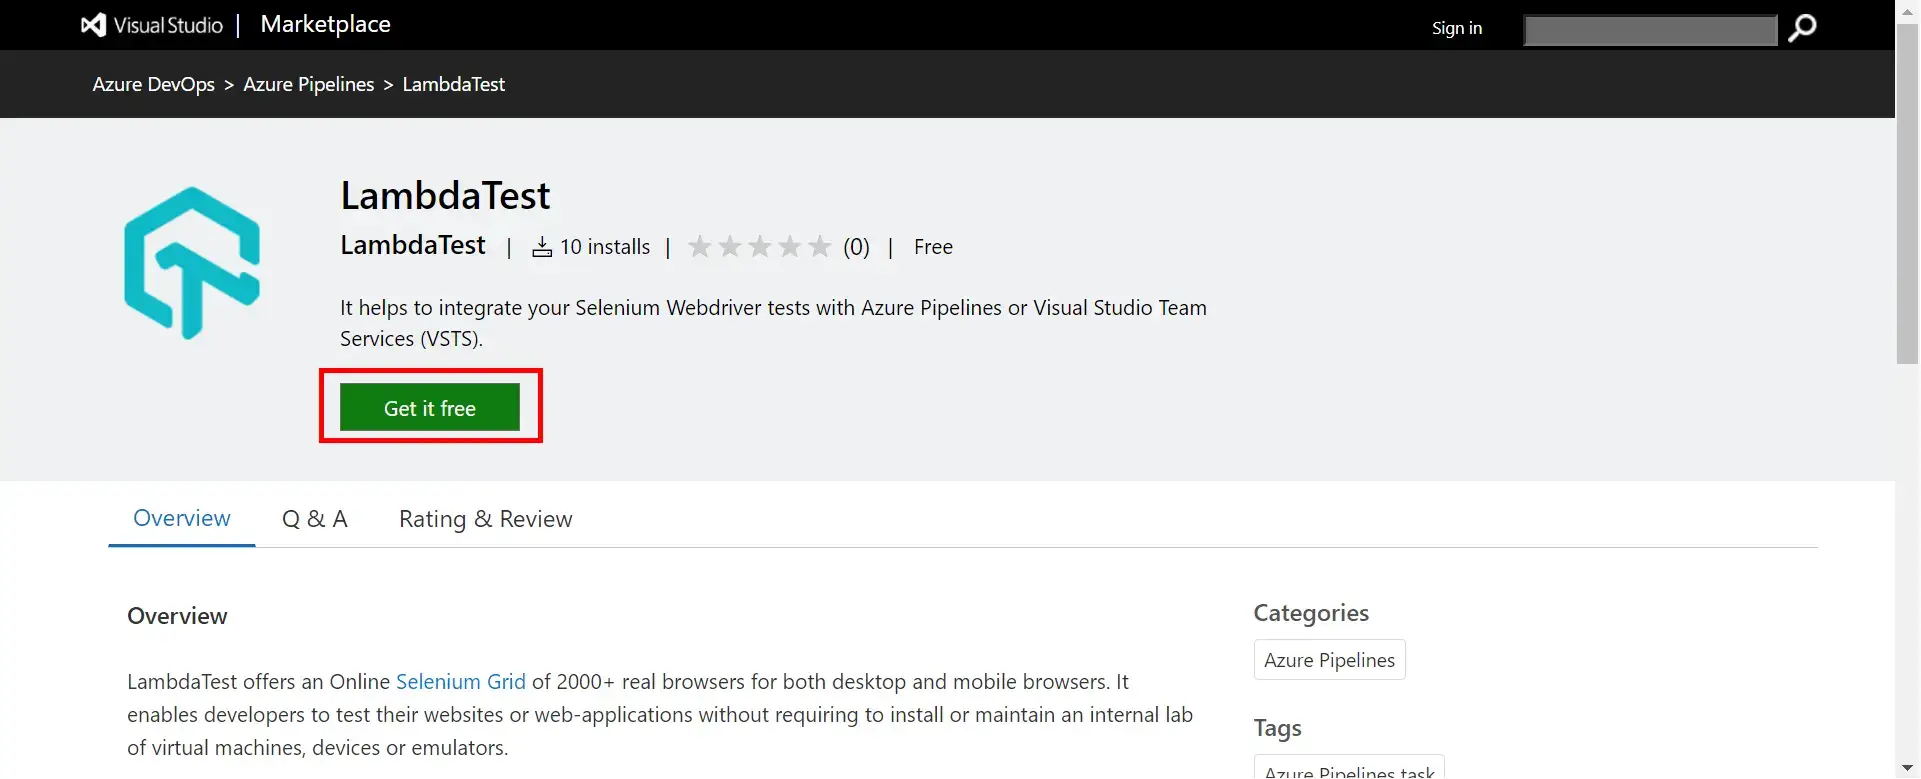 Visual Studio | Marketplace
Sign in
Azure DevOps > Azure Pipelines > LambdaTest
LambdaTest
LambdaTest | 10 installs | (0) | Free
It helps to integrate your Selenium Webdriver tests with Azure Pipelines or Visual Studio Team
Services (VSTS).
Get it free
Overview Q & A Rating & Review
Overview
LambdaTest offers an Online Selenium Grid of 2000+ real browsers for both desktop and mobile browsers. It
enables developers to test their websites or web-applications without requiring to install or maintain an internal lab
of virtual machines, devices or emulators.
Categories
Azure Pipelines
Tags
Azure Pipelines task